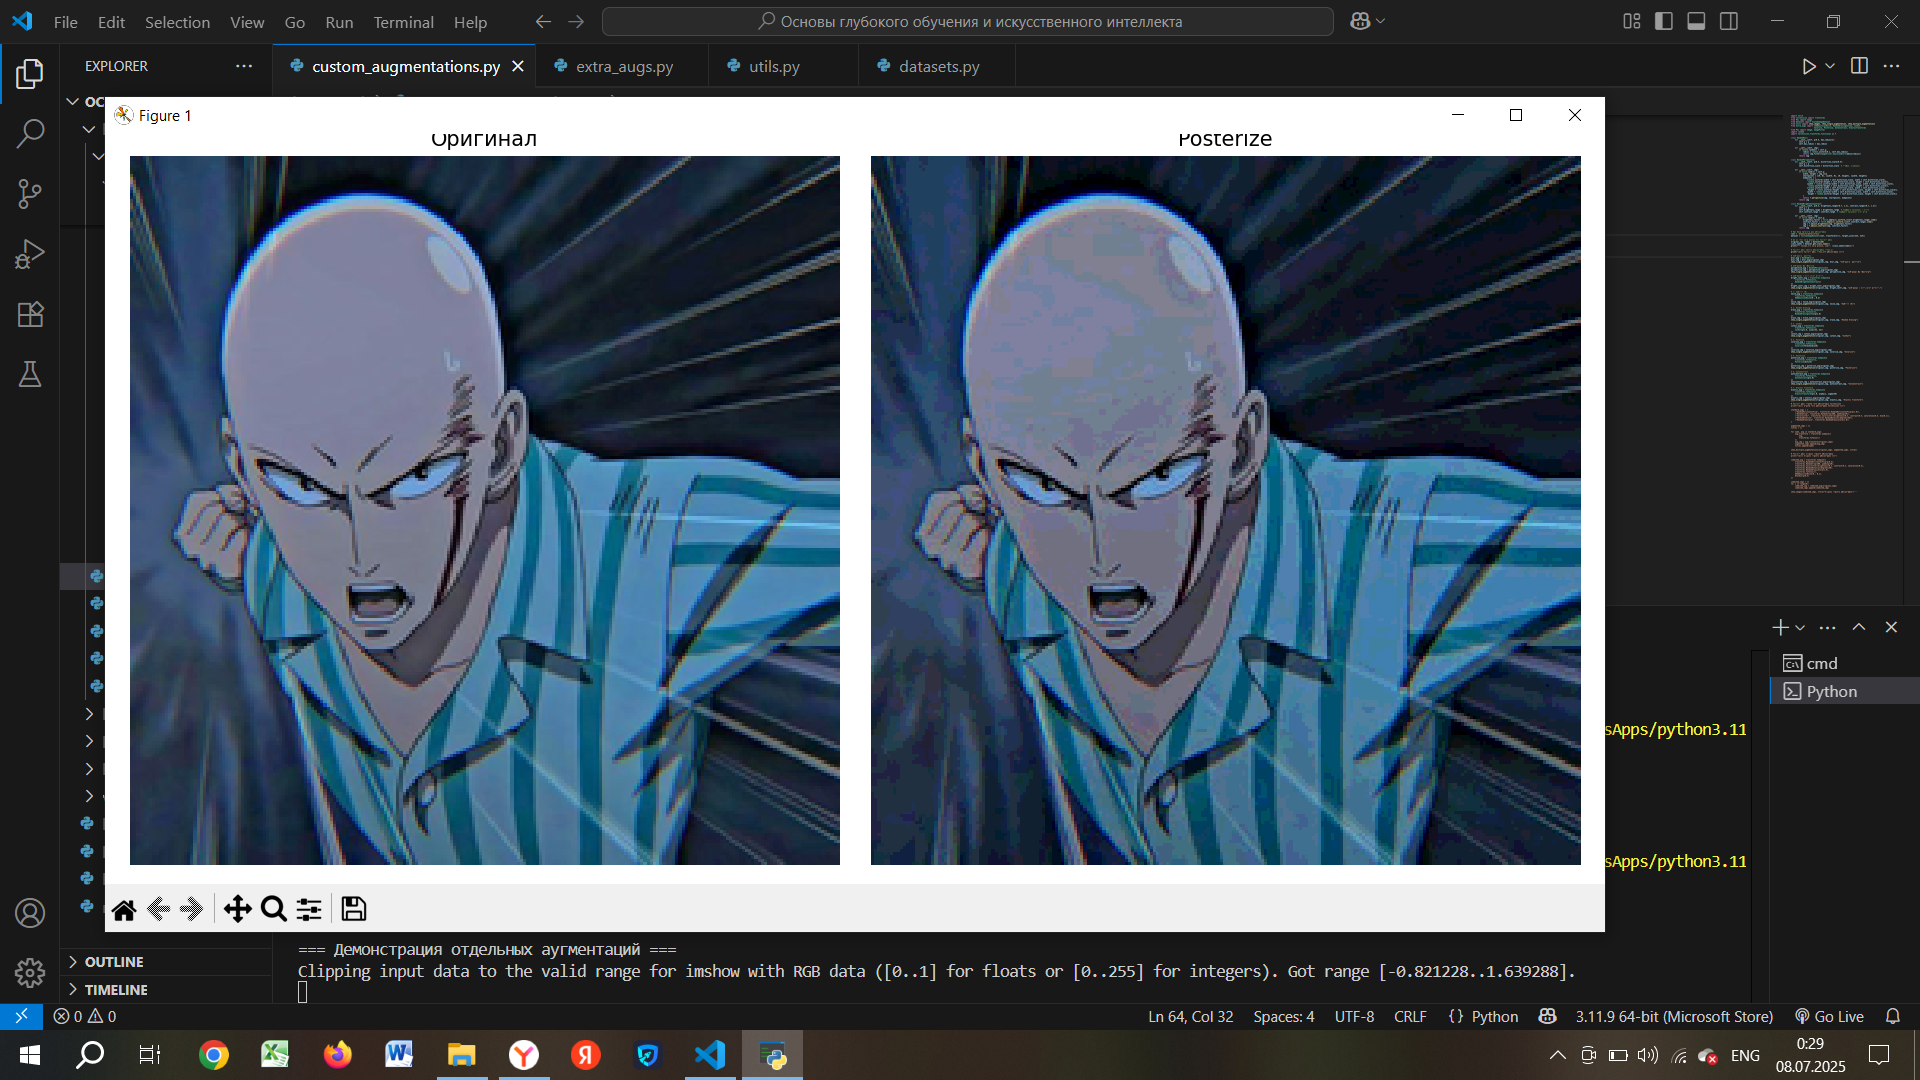 File Edit Selection View Go Run Terminal Help
Основы глубокого обучения и искусственного интеллекта
EXPLORER
custom_augmentations.py
extra_augs.py
utils.py
datasets.py
ОС
Figure 1
Оригинал
Posterize
cmd
Python
sApps/python3.11
sApps/python3.11
=== Демонстрация отдельных аугментаций ===
Clipping input data to the valid range for imshow with RGB data ([0..1] for floats or [0..255] for integers). Got range [-0.821228..1.639288].
OUTLINE
TIMELINE
0 0
Ln 64, Col 32 Spaces: 4 UTF-8 CRLF {} Python 3.11.9 64-bit (Microsoft Store) Go Live
ENG
0:29
08.07.2025